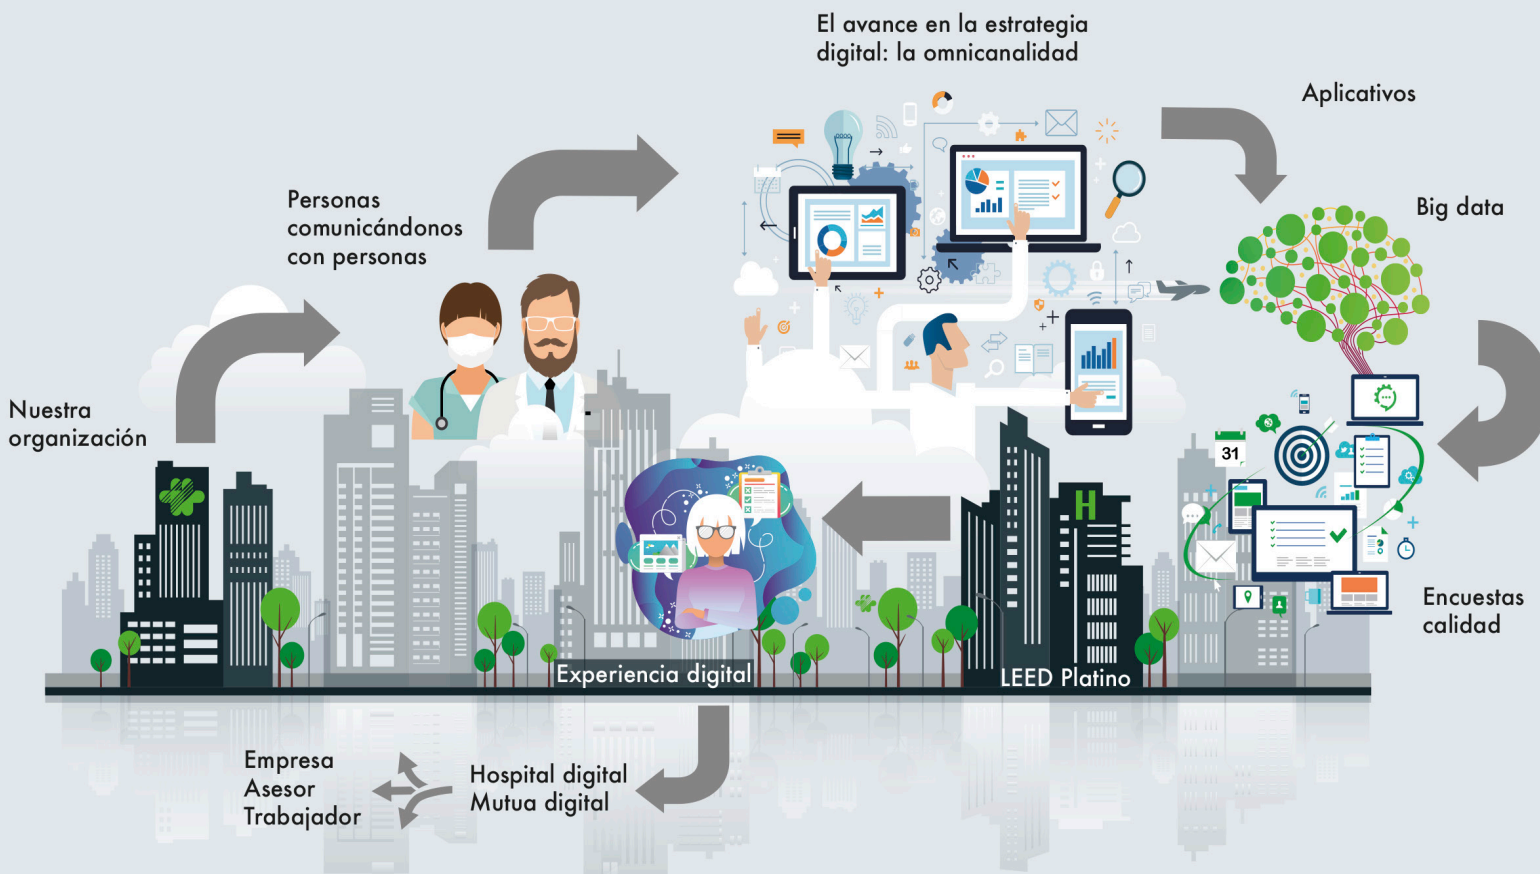 El avance en la estrategia
digital: la omnicanalidad
Aplicativos
Personas
comunicándonos
con personas
Big data
Nuestra
organización
31
H
Encuestas
calidad
Experiencia digital
LEED Platino
Empresa
Asesor
Trabajador
Hospital digital
Mutua digital